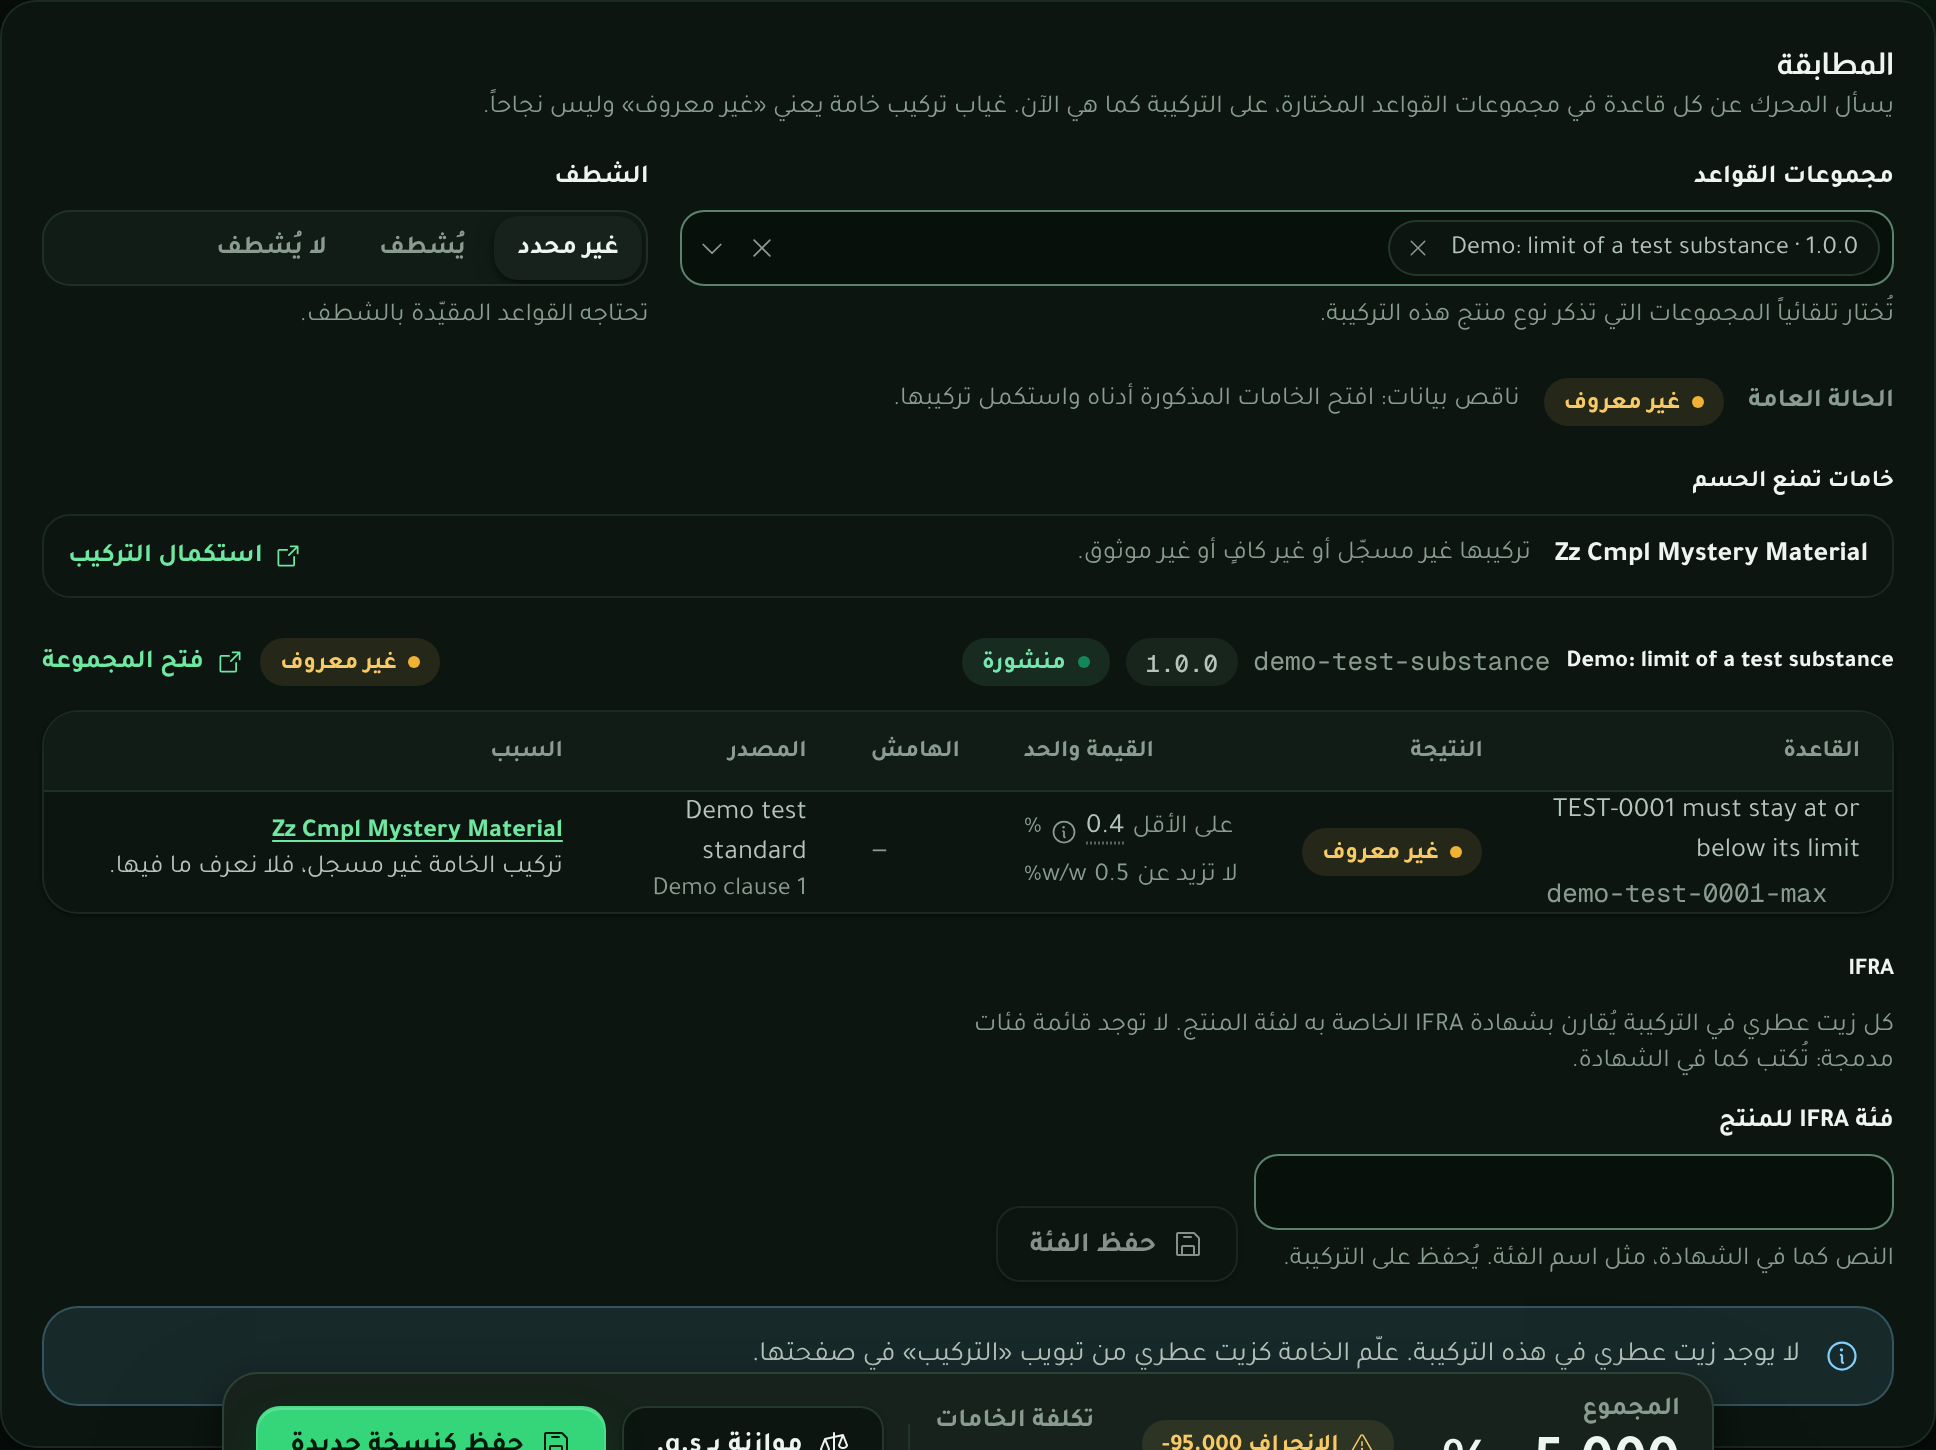 المطابقة
يسأل المحرك عن كل قاعدة في مجموعات القواعد المختارة، على التركيبة كما هي الآن. غياب تركيب خامة يعني «غير معروف» وليس نجاحاً.
مجموعات القواعد
Demo: limit of a test substance · 1.0.0
تُختار تلقائياً المجموعات التي تذكر نوع منتج هذه التركيبة.
الشطف
غير محدد يُشطف لا يُشطف
تحتاجه القواعد المقيّدة بالشطف.
الحالة العامة غير معروف ناقص بيانات: افتح الخامات المذكورة أدناه واستكمل تركيبها.
خامات تمنع الحسم
Zz Cmpl Mystery Material تركيبها غير مسجّل أو غير كافٍ أو غير موثوق. استكمال التركيب
Demo: limit of a test substance demo-test-substance 1.0.0 منشورة غير معروف فتح المجموعة
القاعدة النتيجة القيمة والحد الهامش المصدر السبب
TEST-0001 must stay at or
below its limit
demo-test-0001-max
غير معروف
على الأقل 0.4 %
لا تزيد عن 0.5 w/w%
–
Demo test
standard
Demo clause 1
Zz Cmpl Mystery Material
تركيب الخامة غير مسجل، فلا نعرف ما فيها.
IFRA
كل زيت عطري في التركيبة يُقارن بشهادة IFRA الخاصة به لفئة المنتج. لا توجد قائمة فئات
مدمجة: تُكتب كما في الشهادة.
فئة IFRA للمنتج
حفظ الفئة
النص كما في الشهادة، مثل اسم الفئة. يُحفظ على التركيبة.
لا يوجد زيت عطري في هذه التركيبة. علّم الخامة كزيت عطري من تبويب «التركيب» في صفحتها.
المجموع
5.000 %
الانحراف 95.000-
تكلفة الخامات
موازنة بـ q.s.
حفظ كنسخة جديدة